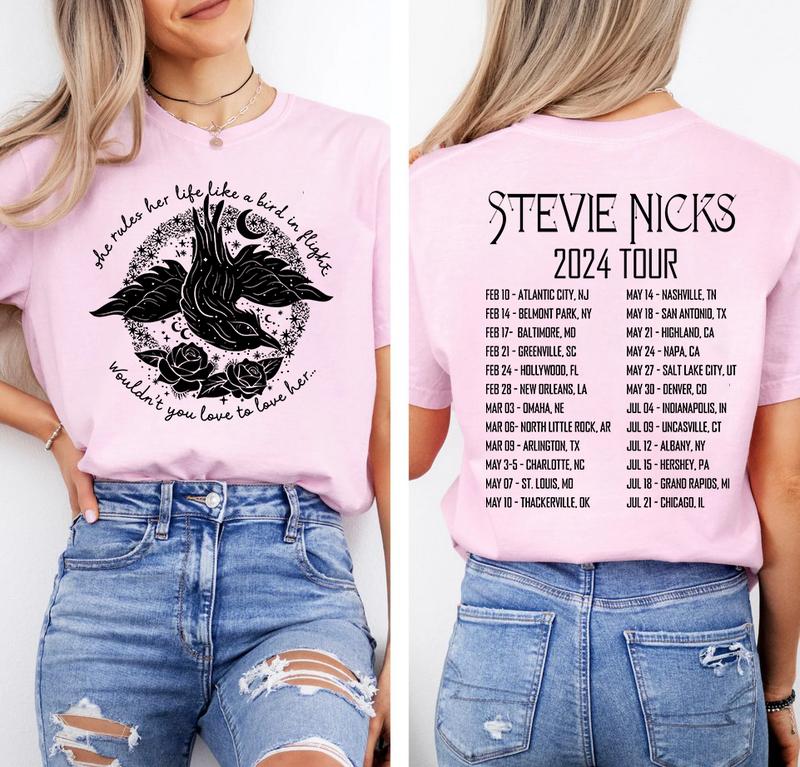 she rules her life like a bird in flight
Wouldn't you love to love her...
STEVIE NICKS
2024 TOUR
FEB 10 - ATLANTIC CITY, NJ
FEB 14 - BELMONT PARK, NY
FEB 17- BALTIMORE, MD
FEB 21 - GREENVILLE, SC
FEB 24 - HOLLYWOOD, FL
FEB 28 - NEW ORLEANS, LA
MAR 03 - OMAHA, NE
MAR 06- NORTH LITTLE ROCK, AR
MAR 09 - ARLINGTON, TX
MAY 3-5 - CHARLOTTE, NC
MAY 07 - ST. LOUIS, MO
MAY 10 - THACKERVILLE, OK
MAY 14 - NASHVILLE, TN
MAY 18 - SAN ANTONIO, TX
MAY 21 - HIGHLAND, CA
MAY 24 - NAPA, CA
MAY 27 - SALT LAKE CITY, UT
MAY 30 - DENVER, CO
JUL 04 - INDIANAPOLIS, IN
JUL 09 - UNCASVILLE, CT
JUL 12 - ALBANY, NY
JUL 15 - HERSHEY, PA
JUL 18 - GRAND RAPIDS, MI
JUL 21 - CHICAGO, IL